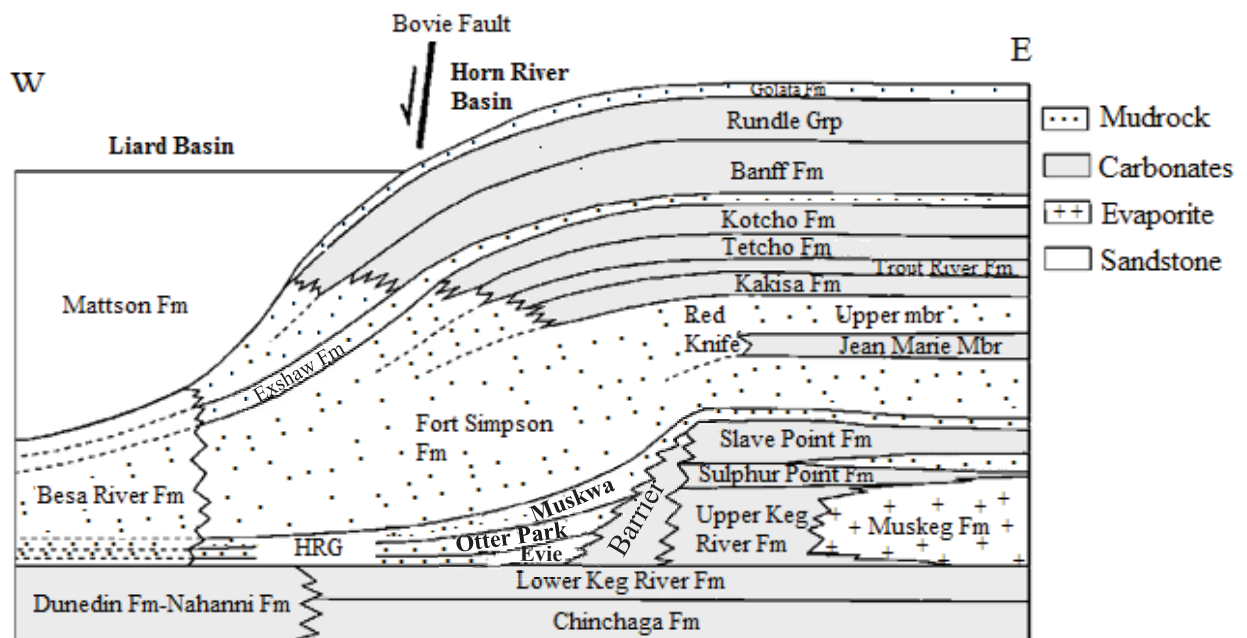 Bovie Fault
W
E
Horn River
Basin
Liard Basin
Golata Fm
Rundle Grp
Banff Fm
Kotcho Fm
Tetcho Fm
Trout River Fm
Kakisa Fm
Red
Upper mbr
Knife
Jean Marie Mbr
Mattson Fm
Exshaw Fm
Fort Simpson
Fm
Slave Point Fm
Sulphur Point Fm
Besa River Fm
Muskwa
Otter Park
Evie
HRG
Barrier
Upper Keg
River Fm
Muskeg Fm
Lower Keg River Fm
Dunedin Fm-Nahanni Fm
Chinchaga Fm
Mudrock
Carbonates
Evaporite
Sandstone